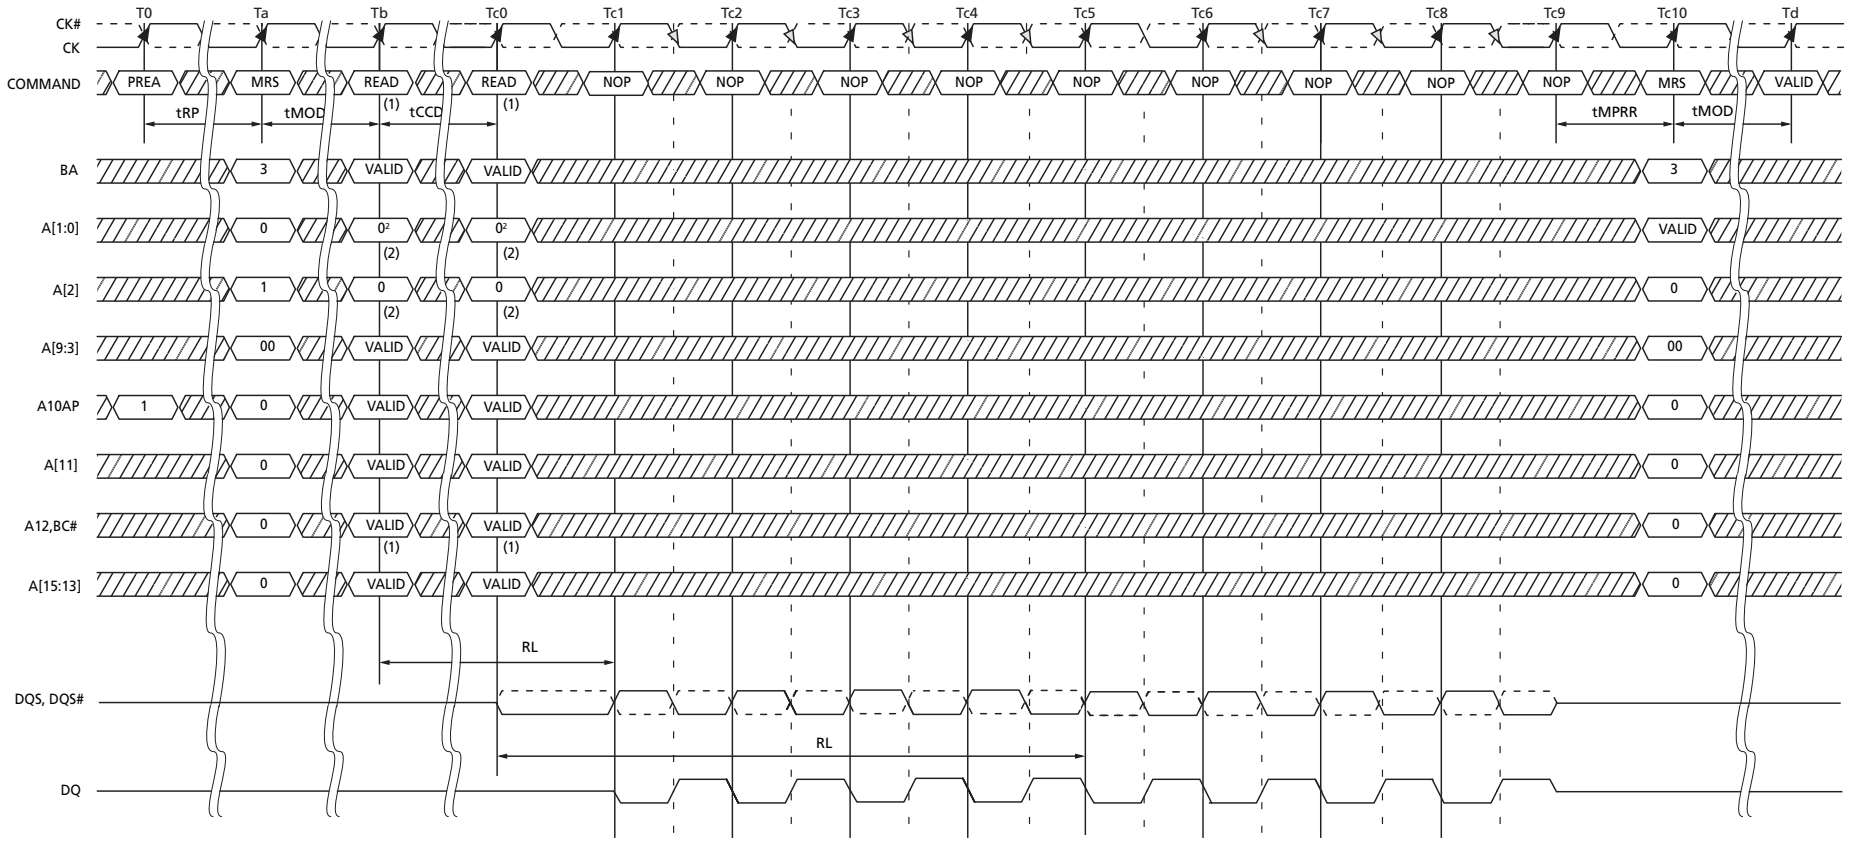 T0 Ta Tb Tc0 Tc1 Tc2 Tc3 Tc4 Tc5 Tc6 Tc7 Tc8 Tc9 Tc10 Td
CK#
CK
COMMAND PREA MRS READ READ NOP NOP NOP NOP NOP NOP NOP NOP NOP MRS VALID
(1) (1)
tRP tMOD tCCD tMPRR tMOD
BA 3 VALID VALID 3
A[1:0] 0 0² 0² VALID
(2) (2)
A[2] 1 0 0 0
(2) (2)
A[9:3] 00 VALID VALID 00
A10AP 1 0 VALID VALID 0
A[11] 0 VALID VALID 0
A12,BC# 0 VALID VALID 0
(1) (1)
A[15:13] 0 VALID VALID 0
RL
DQS, DQS#
RL
DQ